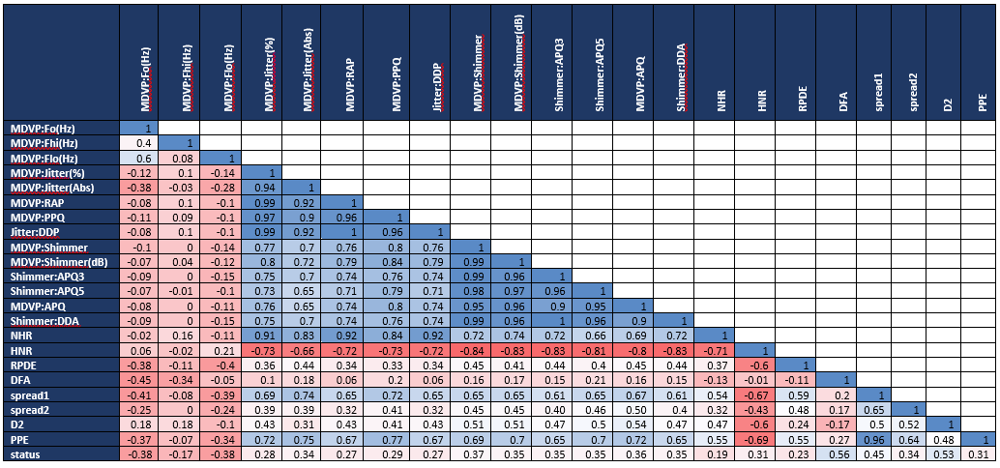 MDVP:Fo(Hz) MDVP:Fhi(Hz) MDVP:Flo(Hz) MDVP:Jitter(%) MDVP:Jitter(Abs) MDVP:RAP MDVP:PPQ Jitter:DDP MDVP:Shimmer MDVP:Shimmer(dB) Shimmer:APQ3 Shimmer:APQ5 MDVP:APQ Shimmer:DDA NHR HNR RPDE DFA spread1 spread2 D2 PPE
MDVP:Fo(Hz) 1
MDVP:Fhi(Hz) 0.4 1
MDVP:Flo(Hz) 0.6 0.08 1
MDVP:Jitter(%) -0.12 0.1 -0.14 1
MDVP:Jitter(Abs) -0.38 -0.03 -0.28 0.94 1
MDVP:RAP -0.08 0.1 -0.1 0.99 0.92 1
MDVP:PPQ -0.11 0.09 -0.1 0.97 0.9 0.96 1
Jitter:DDP -0.08 0.1 -0.1 0.99 0.92 1 0.96 1
MDVP:Shimmer -0.1 0 -0.14 0.77 0.7 0.76 0.8 0.76 1
MDVP:Shimmer(dB) -0.07 0.04 -0.12 0.8 0.72 0.79 0.84 0.79 0.99 1
Shimmer:APQ3 -0.09 0 -0.15 0.75 0.7 0.74 0.76 0.74 0.99 0.96 1
Shimmer:APQ5 -0.07 -0.01 -0.1 0.73 0.65 0.71 0.79 0.71 0.98 0.97 0.96 1
MDVP:APQ -0.08 0 -0.11 0.76 0.65 0.74 0.8 0.74 0.95 0.96 0.9 0.95 1
Shimmer:DDA -0.09 0 -0.15 0.75 0.7 0.74 0.76 0.74 0.99 0.96 1 0.96 0.9 1
NHR -0.02 0.16 -0.11 0.91 0.83 0.92 0.84 0.92 0.72 0.74 0.72 0.66 0.69 0.72 1
HNR 0.06 -0.02 0.21 -0.73 -0.66 -0.72 -0.73 -0.72 -0.84 -0.83 -0.83 -0.81 -0.8 -0.83 -0.71 1
RPDE -0.38 -0.11 -0.4 0.36 0.44 0.34 0.33 0.34 0.45 0.41 0.44 0.4 0.45 0.44 0.37 -0.6 1
DFA -0.45 -0.34 -0.05 0.1 0.18 0.06 0.2 0.06 0.16 0.17 0.15 0.21 0.16 0.15 -0.13 -0.01 -0.11 1
spread1 -0.41 -0.08 -0.39 0.69 0.74 0.65 0.72 0.65 0.65 0.65 0.61 0.65 0.67 0.61 0.54 -0.67 0.59 0.2 1
spread2 -0.25 0 -0.24 0.39 0.39 0.32 0.41 0.32 0.45 0.45 0.40 0.46 0.50 0.4 0.32 -0.43 0.48 0.17 0.65 1
D2 0.18 0.18 -0.1 0.43 0.31 0.43 0.41 0.43 0.51 0.51 0.47 0.5 0.54 0.47 0.47 -0.6 0.24 -0.17 0.5 0.52 1
PPE -0.37 -0.07 -0.34 0.72 0.75 0.67 0.77 0.67 0.69 0.7 0.65 0.7 0.72 0.65 0.55 -0.69 0.55 0.27 0.96 0.64 0.48 1
status -0.38 -0.17 -0.38 0.28 0.34 0.27 0.29 0.27 0.37 0.35 0.35 0.35 0.36 0.35 0.19 0.31 0.23 0.56 0.45 0.34 0.53 0.31